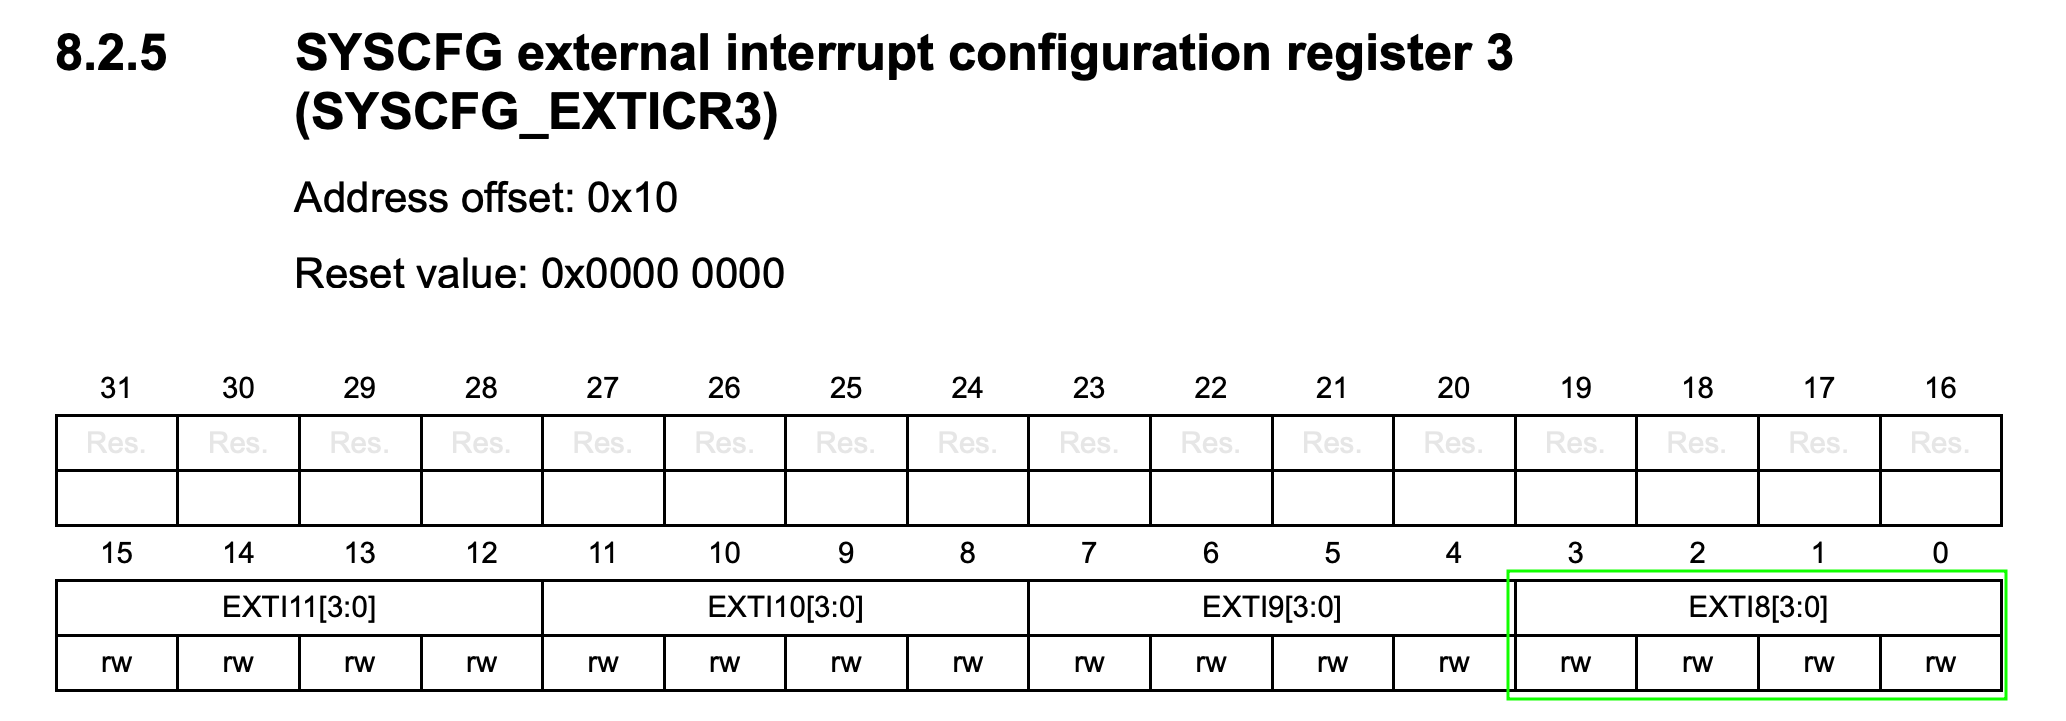 8.2.5 SYSCFG external interrupt configuration register 3
(SYSCFG_EXTICR3)
Address offset: 0x10
Reset value: 0x0000 0000
31 30 29 28 27 26 25 24 23 22 21 20 19 18 17 16
Res. Res. Res. Res. Res. Res. Res. Res. Res. Res. Res. Res. Res. Res. Res. Res.
15 14 13 12 11 10 9 8 7 6 5 4 3 2 1 0
EXTI11[3:0] EXTI10[3:0] EXTI9[3:0] EXTI8[3:0]
rw rw rw rw rw rw rw rw rw rw rw rw rw rw rw rw